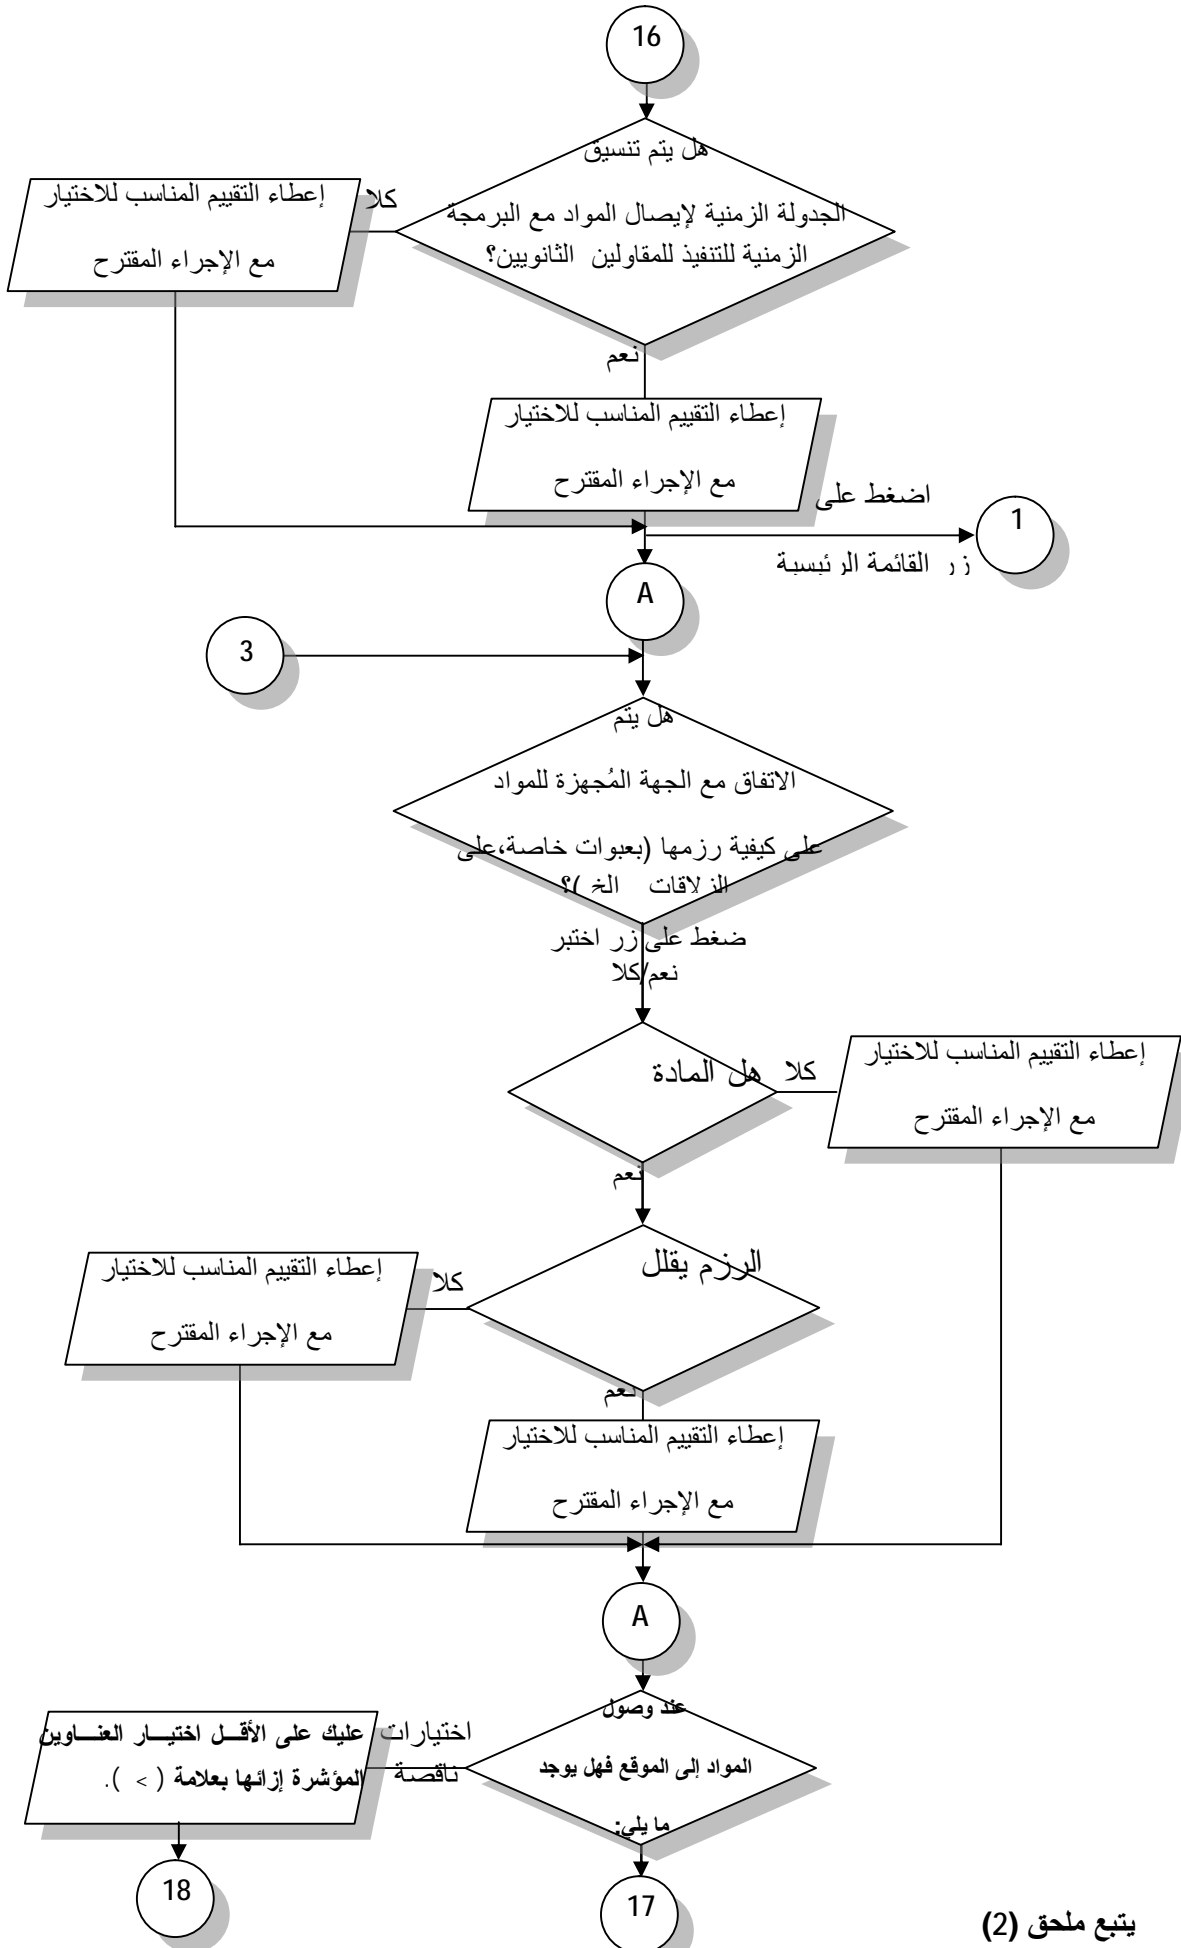 16
هل يتم تنسيق
الجدولة الزمنية لإيصال المواد مع البرمجة
الزمنية للتنفيذ للمقاولين الثانويين؟
كلا
إعطاء التقييم المناسب للاختيار
مع الإجراء المقترح
نعم
إعطاء التقييم المناسب للاختيار
مع الإجراء المقترح
اضغط على
زر القائمة الرئيسية
1
A
3
هل يتم
الاتفاق مع الجهة المُجهزة للمواد
على كيفية رزمها (بعبوات خاصة،على
الزلاقات الخ)؟
ضغط على زر اختبر
نعم/كلا
هل المادة
كلا
إعطاء التقييم المناسب للاختيار
مع الإجراء المقترح
نعم
الرزم يقلل
كلا
إعطاء التقييم المناسب للاختيار
مع الإجراء المقترح
نعم
إعطاء التقييم المناسب للاختيار
مع الإجراء المقترح
A
عند وصول
المواد إلى الموقع فهل يوجد
ما يلي:
اختيارات
ناقصة
عليك على الأقل اختيار العناوين
المؤشرة إزائها بعلامة ( > ).
18
17
يتبع ملحق (2)